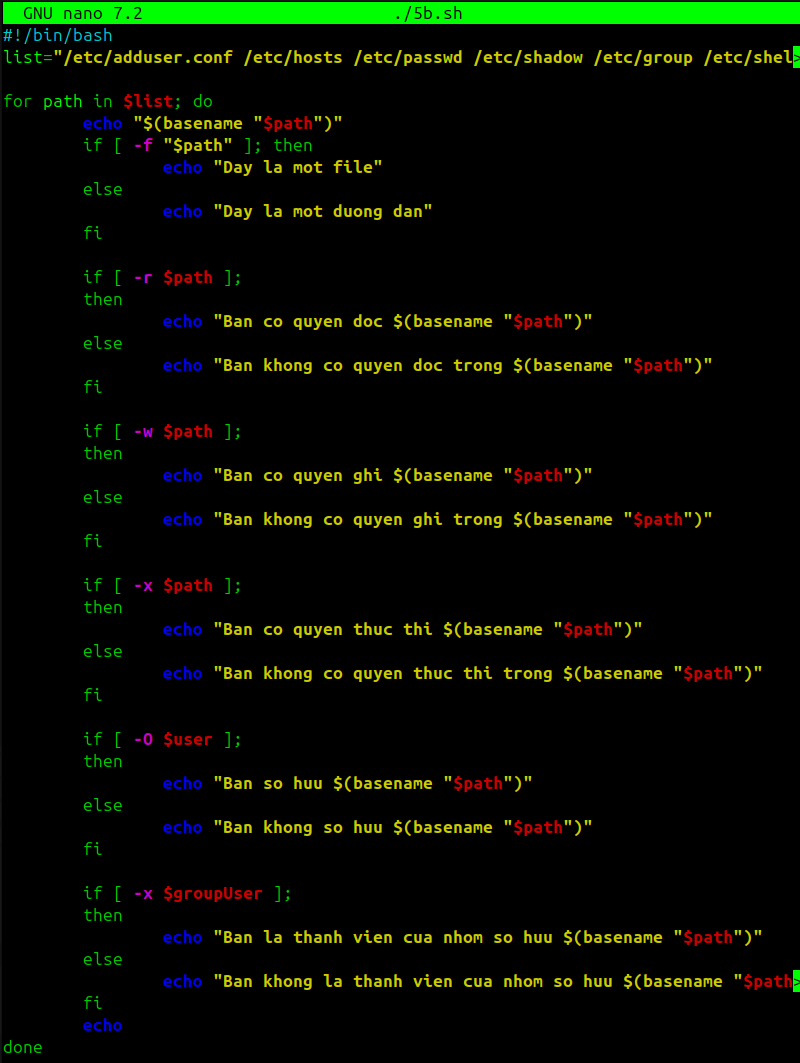 GNU nano 7.2 ./5b.sh
#!/bin/bash
list="/etc/adduser.conf /etc/hosts /etc/passwd /etc/shadow /etc/group /etc/shel>
for path in $list; do
echo "$(basename "$path")"
if [ -f "$path" ]; then
echo "Day la mot file"
else
echo "Day la mot duong dan"
fi
if [ -r $path ];
then
echo "Ban co quyen doc $(basename "$path")"
else
echo "Ban khong co quyen doc trong $(basename "$path")"
fi
if [ -w $path ];
then
echo "Ban co quyen ghi $(basename "$path")"
else
echo "Ban khong co quyen ghi trong $(basename "$path")"
fi
if [ -x $path ];
then
echo "Ban co quyen thuc thi $(basename "$path")"
else
echo "Ban khong co quyen thuc thi trong $(basename "$path")"
fi
if [ -O $user ];
then
echo "Ban so huu $(basename "$path")"
else
echo "Ban khong so huu $(basename "$path")"
fi
if [ -x $groupUser ];
then
echo "Ban la thanh vien cua nhom so huu $(basename "$path")"
else
echo "Ban khong la thanh vien cua nhom so huu $(basename "$path>
fi
echo
done